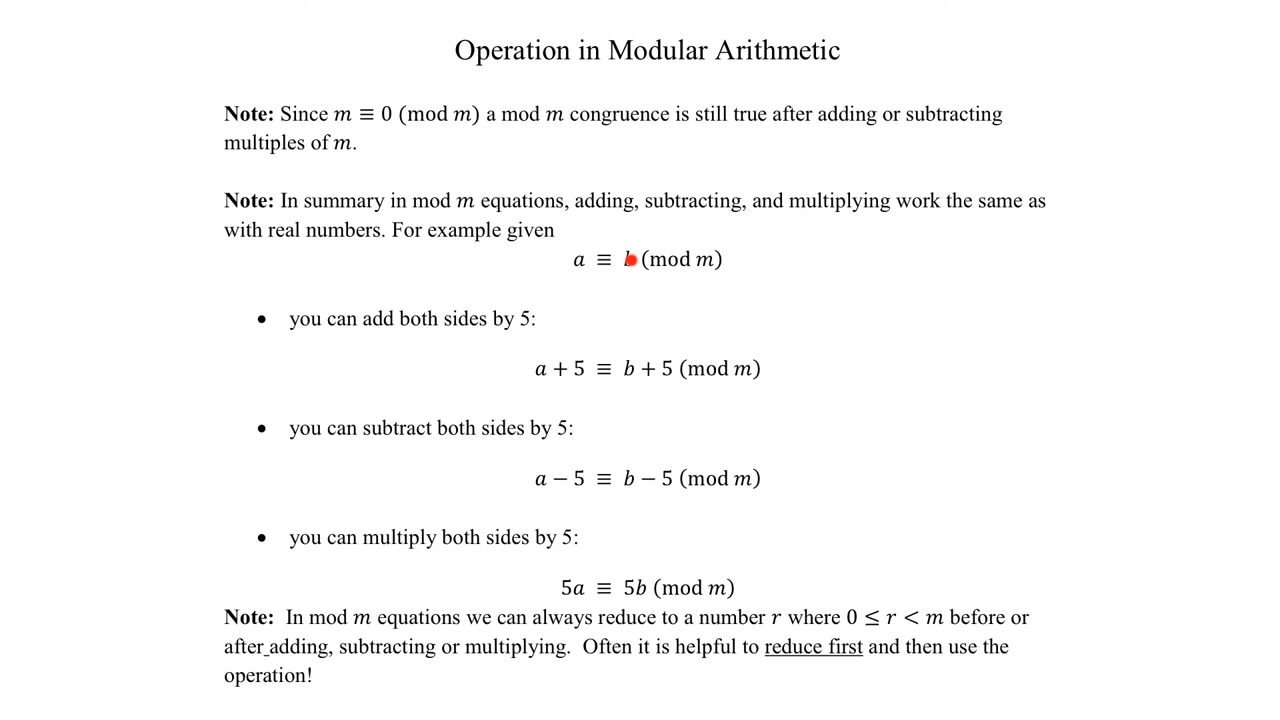 Operation in Modular Arithmetic
Note: Since m ≡ 0 (mod m) a mod m congruence is still true after adding or subtracting
multiples of m.
Note: In summary in mod m equations, adding, subtracting, and multiplying work the same as
with real numbers. For example given
a ≡ b (mod m)
• you can add both sides by 5:
a + 5 ≡ b + 5 (mod m)
• you can subtract both sides by 5:
a − 5 ≡ b − 5 (mod m)
• you can multiply both sides by 5:
5a ≡ 5b (mod m)
Note: In mod m equations we can always reduce to a number r where 0 ≤ r < m before or
after adding, subtracting or multiplying. Often it is helpful to reduce first and then use the
operation!